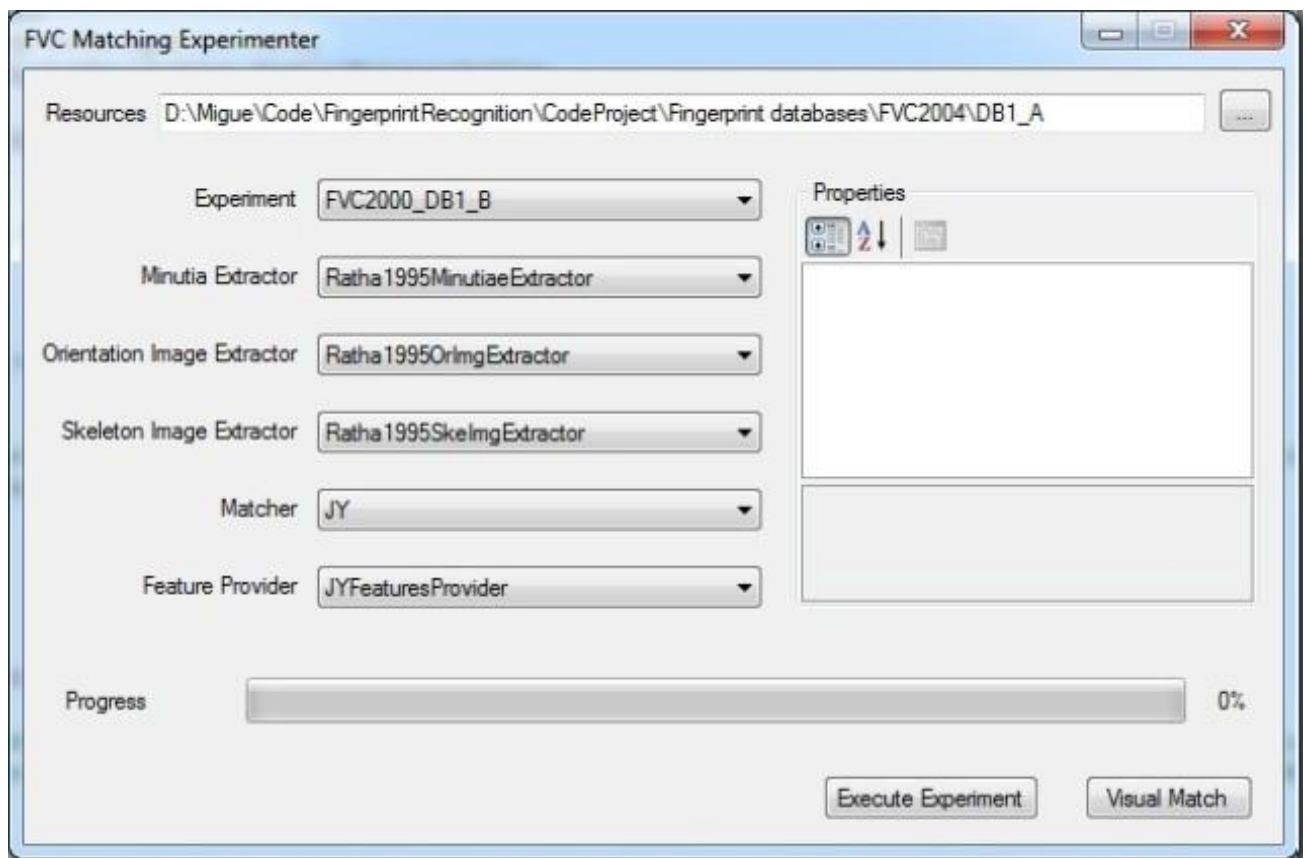 FVC Matching Experimenter
Resources D:\Migue\Code\FingerprintRecognition\CodeProject\Fingerprint databases\FVC2004\DB1_A ...
Experiment FVC2000_DB1_B
Properties
Minutia Extractor Ratha1995MinutiaeExtractor
Orientation Image Extractor Ratha1995OrImgExtractor
Skeleton Image Extractor Ratha1995SkeImgExtractor
Matcher JY
Feature Provider JYFeaturesProvider
Progress 0%
Execute Experiment Visual Match